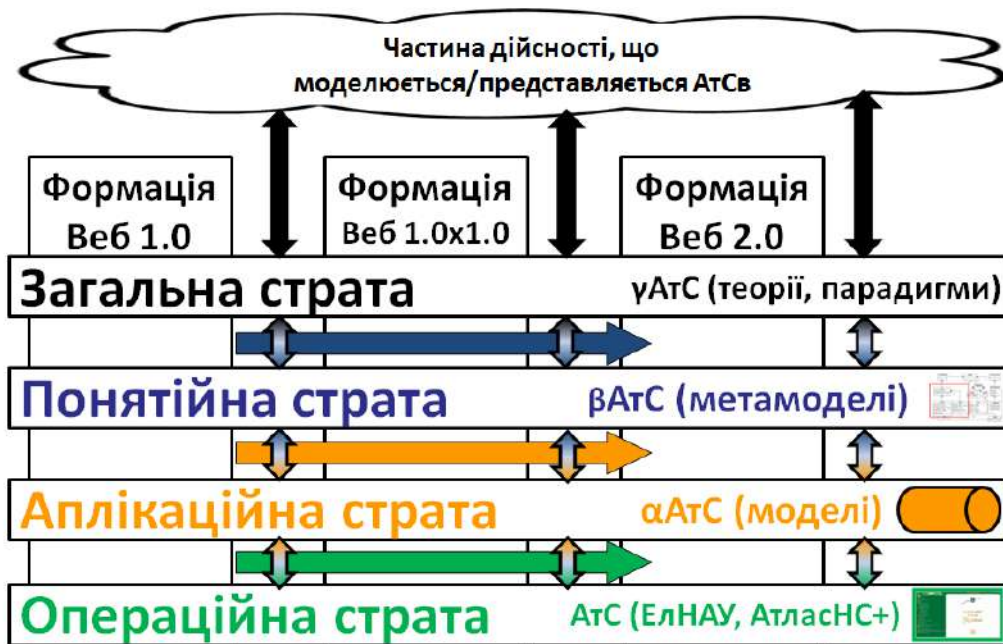 Частина дійсності, що
моделюється/представляється АтСв
Формація
Веб 1.0
Формація
Веб 1.0х1.0
Формація
Веб 2.0
Загальна страта
γАтС (теорії, парадигми)
Понятійна страта
βАтС (метамоделі)
Аплікаційна страта
αАтС (моделі)
Операційна страта
АтС (ЕлНАУ, АтласНС+)